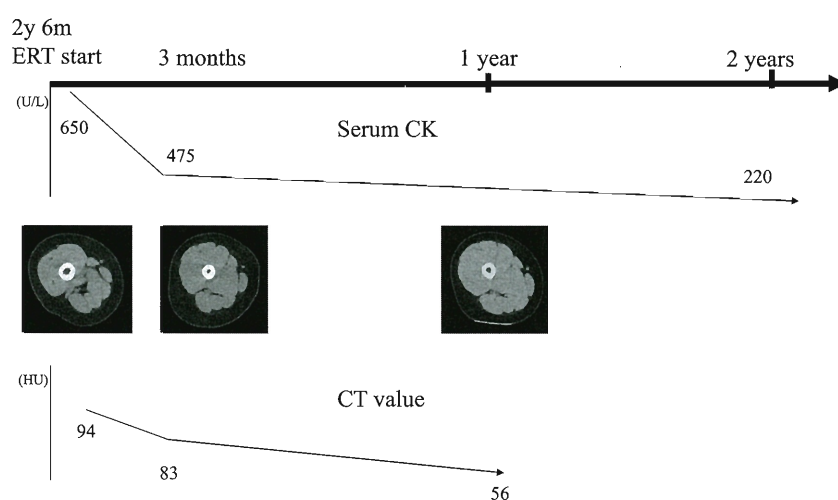 2y 6m
ERT start
3 months
1 year
2 years
(U/L)
650
Serum CK
475
220
(HU)
CT value
94
83
56